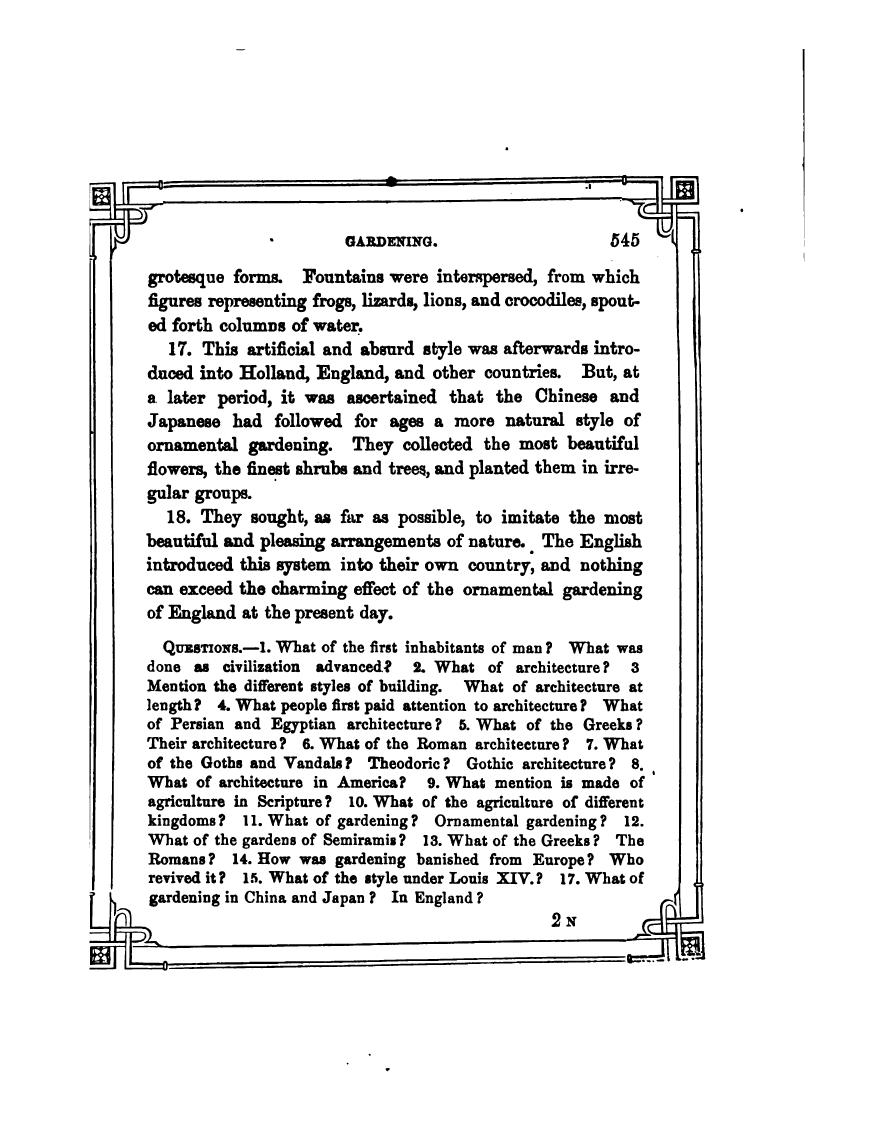 GARDENING. 545
grotesque forms. Fountains were interspersed, from which
figures representing frogs, lizards, lions, and crocodiles, spout-
ed forth columns of water.
17. This artificial and absurd style was afterwards intro-
duced into Holland, England, and other countries. But, at
a later period, it was ascertained that the Chinese and
Japanese had followed for ages a more natural style of
ornamental gardening. They collected the most beautiful
flowers, the finest shrubs and trees, and planted them in irre-
gular groups.
18. They sought, as far as possible, to imitate the most
beautiful and pleasing arrangements of nature. The English
introduced this system into their own country, and nothing
can exceed the charming effect of the ornamental gardening
of England at the present day.
QUESTIONS.—1. What of the first inhabitants of man? What was
done as civilization advanced? 2. What of architecture? 3
Mention the different styles of building. What of architecture at
length? 4. What people first paid attention to architecture? What
of Persian and Egyptian architecture? 5. What of the Greeks?
Their architecture? 6. What of the Roman architecture? 7. What
of the Goths and Vandals? Theodoric? Gothic architecture? 8.
What of architecture in America? 9. What mention is made of
agriculture in Scripture? 10. What of the agriculture of different
kingdoms? 11. What of gardening? Ornamental gardening? 12.
What of the gardens of Semiramis? 13. What of the Greeks? The
Romans? 14. How was gardening banished from Europe? Who
revived it? 15. What of the style under Louis XIV.? 17. What of
gardening in China and Japan? In England?
2 N